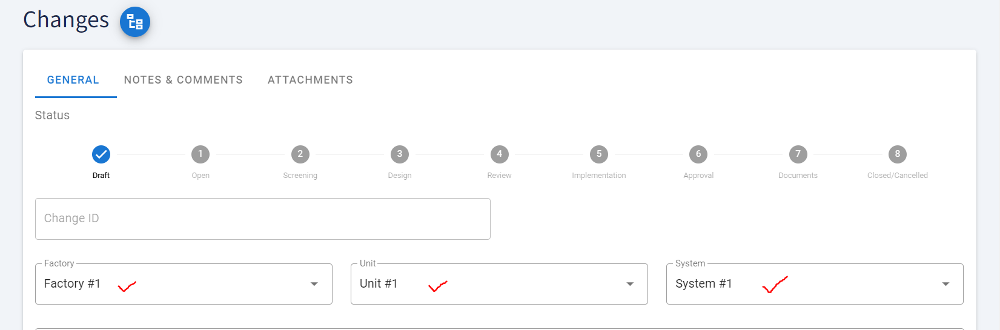 Changes
GENERAL NOTES & COMMENTS ATTACHMENTS
Status
1 2 3 4 5 6 7 8
Draft Open Screening Design Review Implementation Approval Documents Closed/Cancelled
Change ID
Factory Unit System
Factory #1 Unit #1 System #1